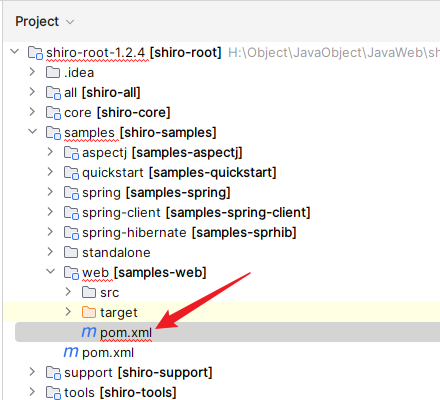 Project
shiro-root-1.2.4 [shiro-root] H:\Object\JavaObject\JavaWeb\sh
.idea
all [shiro-all]
core [shiro-core]
samples [shiro-samples]
aspectj [samples-aspectj]
quickstart [samples-quickstart]
spring [samples-spring]
spring-client [samples-spring-client]
spring-hibernate [samples-sprhib]
standalone
web [samples-web]
src
target
m pom.xml
m pom.xml
support [shiro-support]
tools [shiro-tools]